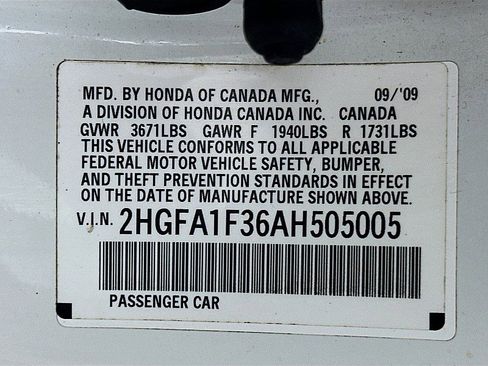 MFD. BY HONDA OF CANADA MFG., 09/'09
A DIVISION OF HONDA CANADA INC. CANADA
GVWR 3671LBS GAWR F 1940LBS R 1731LBS
THIS VEHICLE CONFORMS TO ALL APPLICABLE
FEDERAL MOTOR VEHICLE SAFETY, BUMPER,
AND THEFT PREVENTION STANDARDS IN EFFECT
ON THE DATE OF MANUFACTURE SHOWN ABOVE.
V.I.N. 2HGFA1F36AH505005
PASSENGER CAR